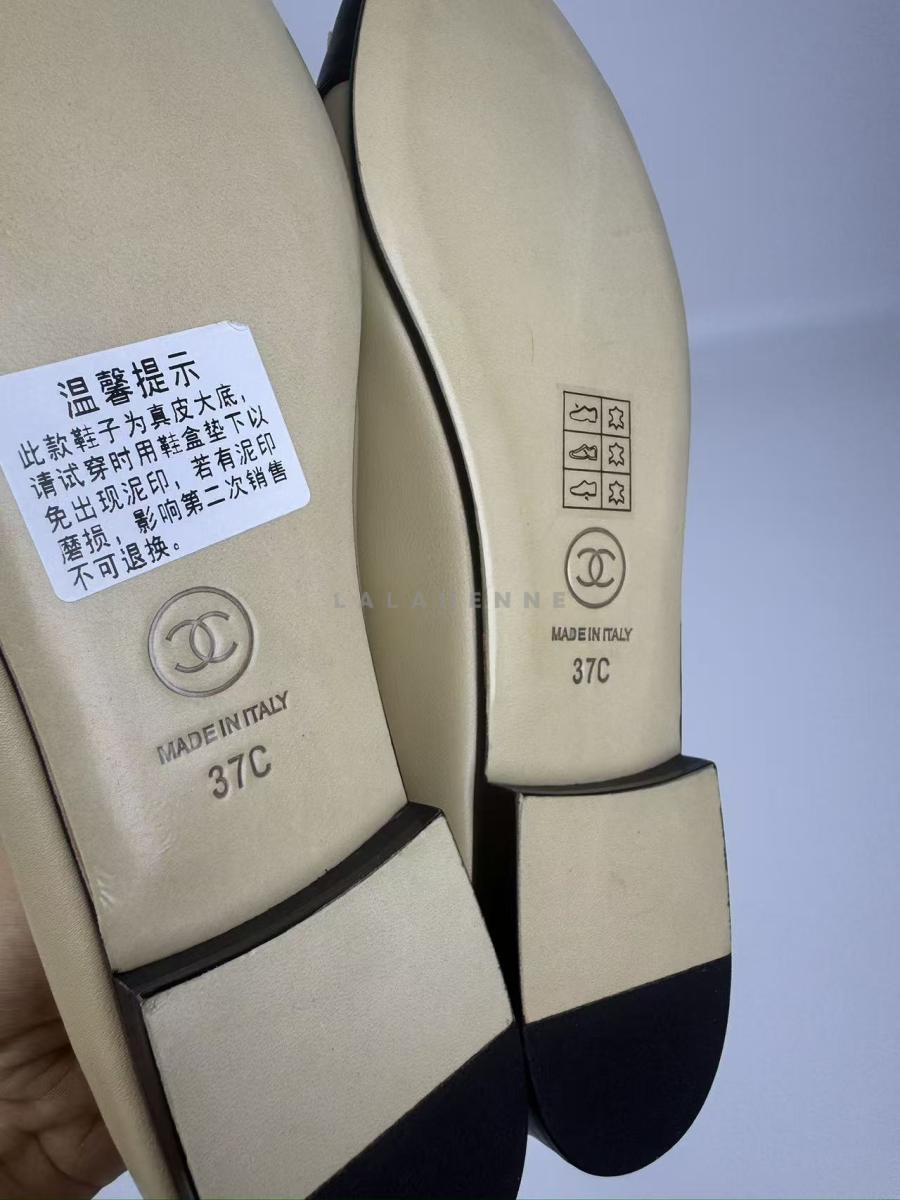 温馨提示
此款鞋子为真皮大底，
请试穿时用鞋盒垫下以
免出现泥印，若有泥印
磨损，影响第二次销售
不可退换。
MADE IN ITALY
37C
LALAHENNE
MADE IN ITALY
37C